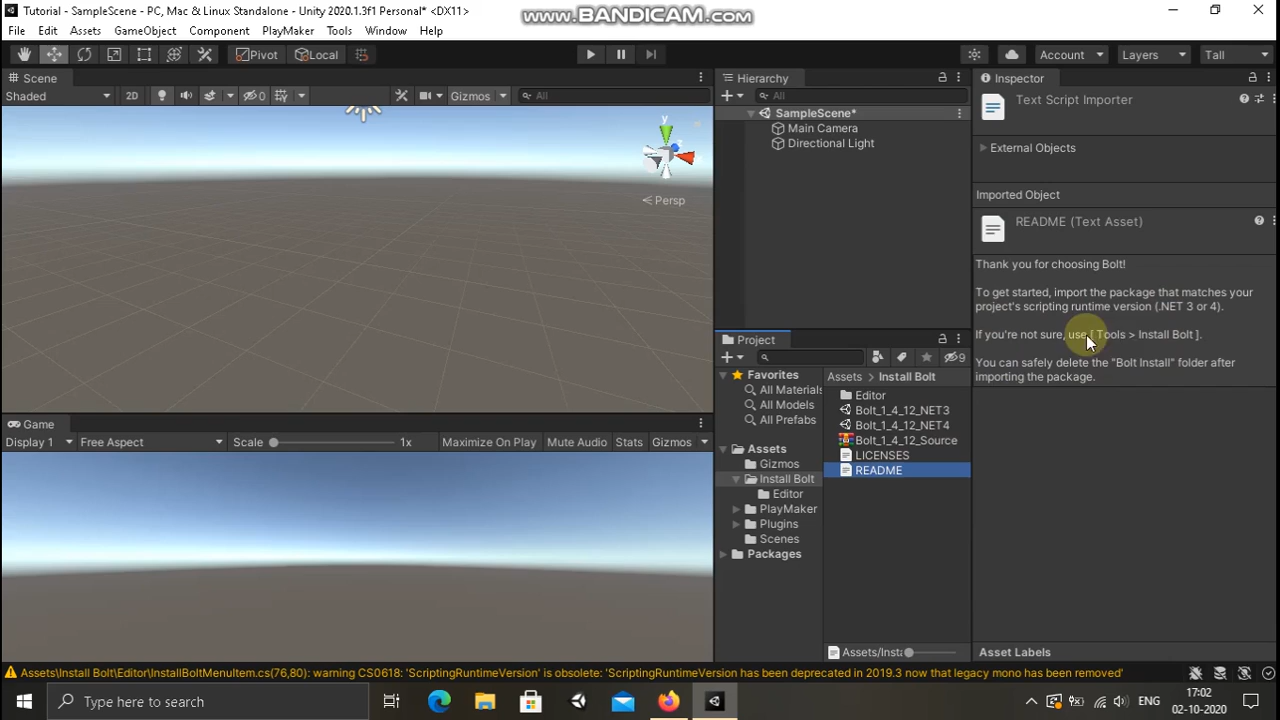 Tutorial - SampleScene - PC, Mac & Linux Standalone - Unity 2020.1.3f1 Personal* <DX11>
www.BANDICAM.com
File Edit Assets GameObject Component PlayMaker Tools Window Help
Pivot Local Account Layers Tall
Scene
Shaded 2D 0 Gizmos All
y
z
Persp
Game
Display 1 Free Aspect Scale 1x Maximize On Play Mute Audio Stats Gizmos
Hierarchy
All
SampleScene*
Main Camera
Directional Light
Project
9
Favorites
All Materials
All Models
All Prefabs
Assets
Gizmos
Install Bolt
Editor
PlayMaker
Plugins
Scenes
Packages
Assets > Install Bolt
Editor
Bolt_1_4_12_NET3
Bolt_1_4_12_NET4
Bolt_1_4_12_Source
LICENSES
README
Assets/Insta
Inspector
Text Script Importer
External Objects
Imported Object
README (Text Asset)
Thank you for choosing Bolt!
To get started, import the package that matches your
project's scripting runtime version (.NET 3 or 4).
If you're not sure, use [ Tools > Install Bolt ].
You can safely delete the "Bolt Install" folder after
importing the package.
Asset Labels
Assets\Install Bolt\Editor\InstallBoltMenuItem.cs(76,80): warning CS0618: 'ScriptingRuntimeVersion' is obsolete: 'ScriptingRuntimeVersion has been deprecated in 2019.3 now that legacy mono has been removed'
Type here to search
ENG
17:02
02-10-2020